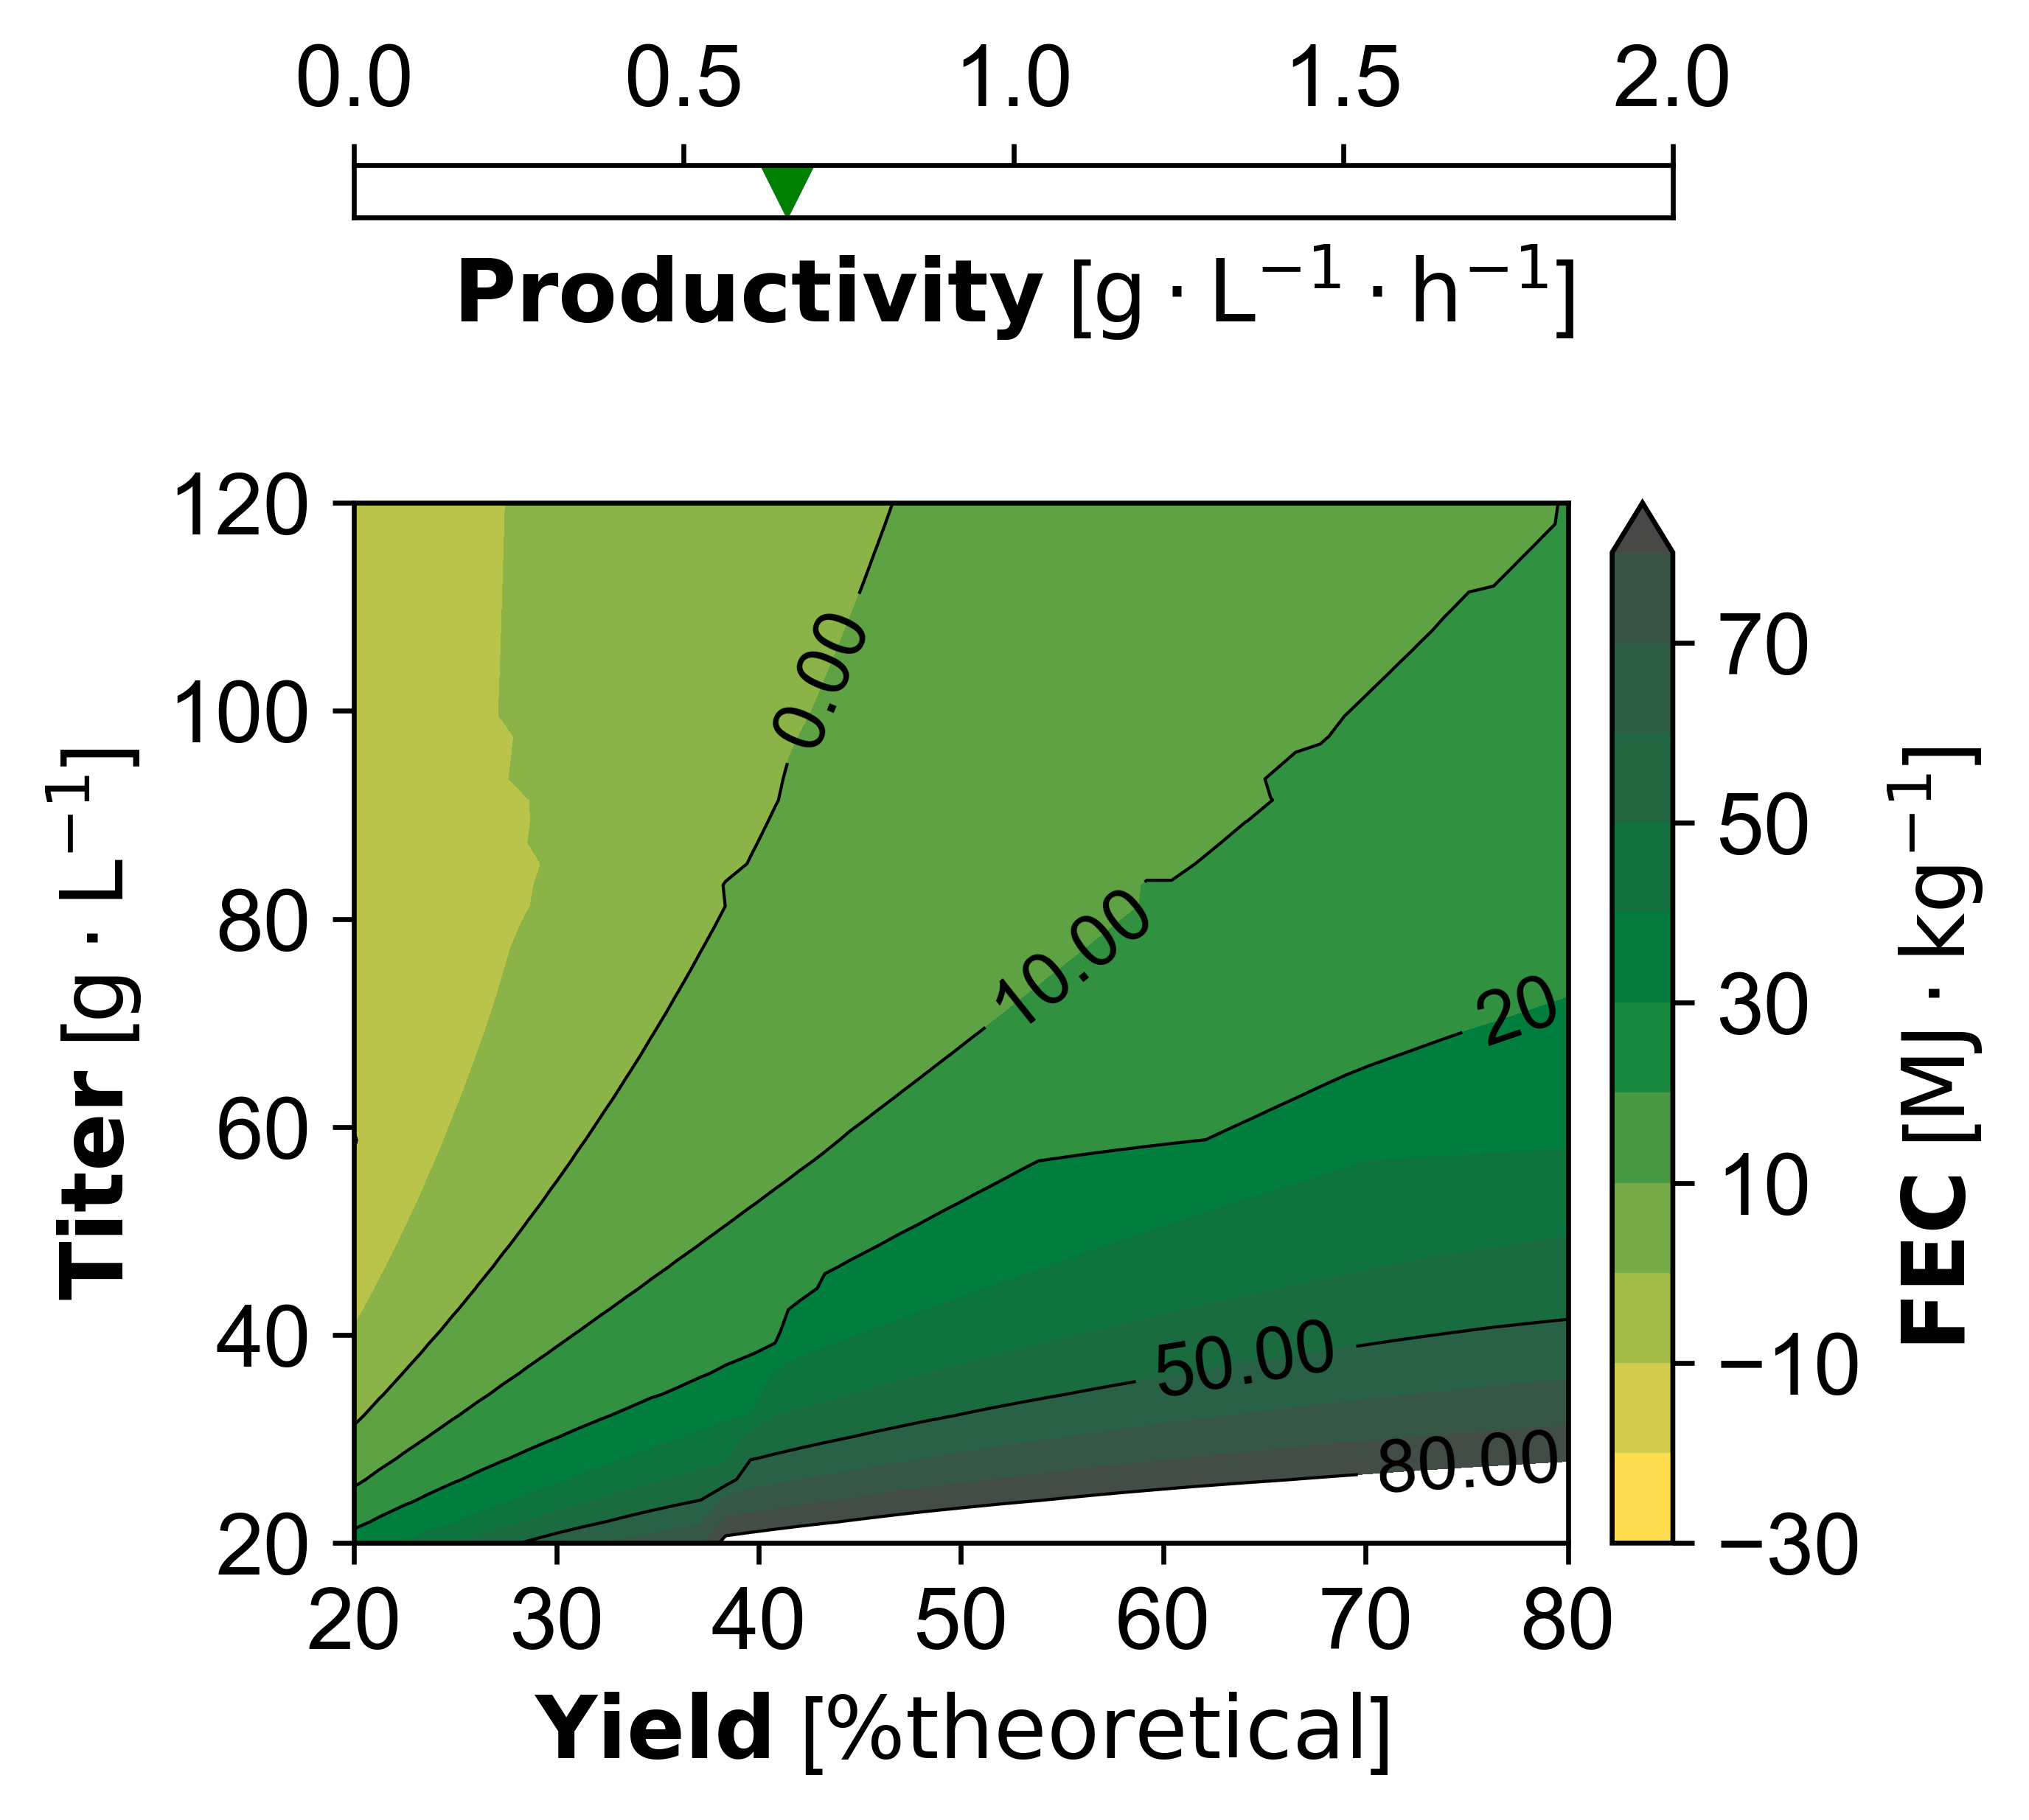 0.0 0.5 1.0 1.5 2.0
Productivity [g · L⁻¹ · h⁻¹]
120
100
80
60
40
20
Titer [g · L⁻¹]
0.00
10.00
20
50.00
80.00
70
50
30
10
−10
−30
FEC [MJ · kg⁻¹]
20 30 40 50 60 70 80
Yield [%theoretical]